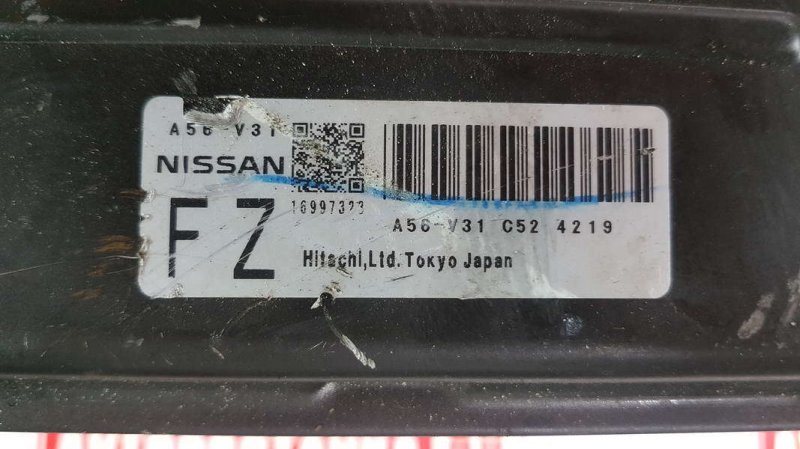 A56-V31
NISSAN
16997323
FZ
A56-V31 C52 4219
Hitachi,Ltd. Tokyo Japan